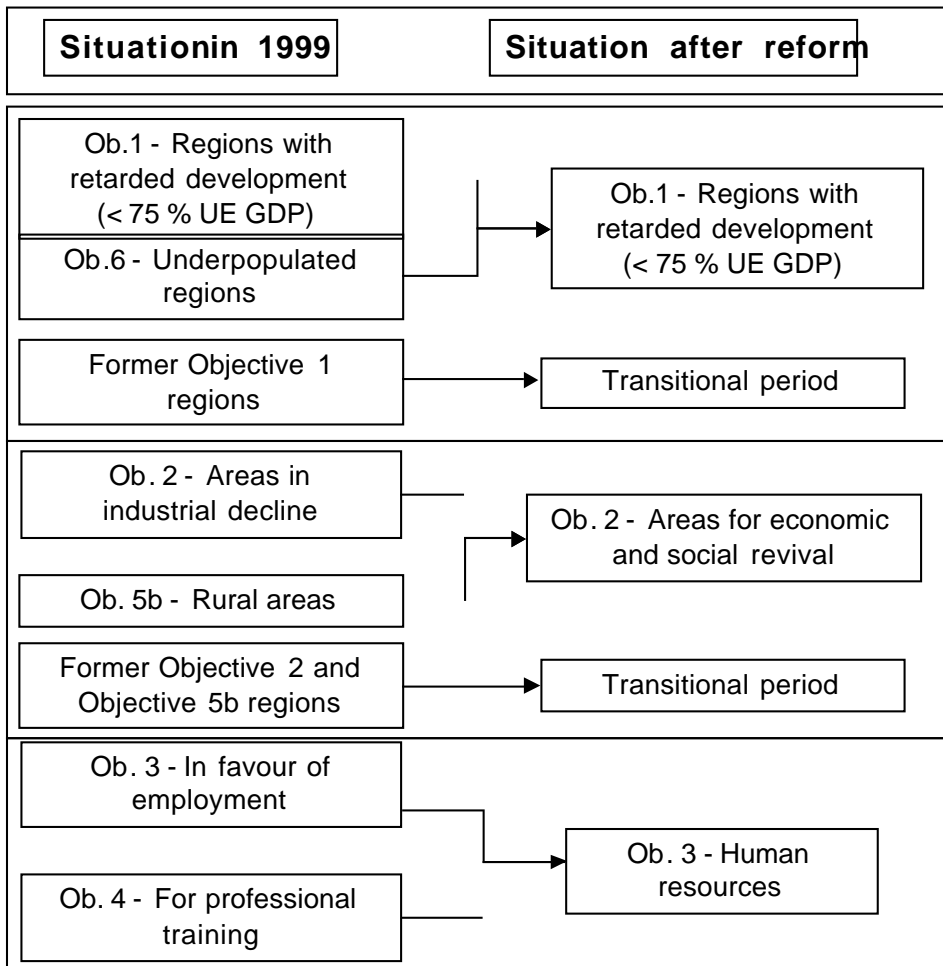 Situationin 1999
Situation after reform
Ob.1 - Regions with
retarded development
(< 75 % UE GDP)
Ob.6 - Underpopulated
regions
Ob.1 - Regions with
retarded development
(< 75 % UE GDP)
Former Objective 1
regions
Transitional period
Ob. 2 - Areas in
industrial decline
Ob. 5b - Rural areas
Ob. 2 - Areas for economic
and social revival
Former Objective 2 and
Objective 5b regions
Transitional period
Ob. 3 - In favour of
employment
Ob. 4 - For professional
training
Ob. 3 - Human
resources